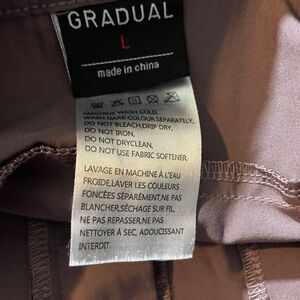 GRADUAL
L
made in china
MACHINE WASH COLD,
WASH DARK COLOUR SEPARATELY,
DO NOT BLEACH,DRIP DRY,
DO NOT IRON,
DO NOT DRYCLEAN,
DO NOT USE FABRIC SOFTENER.
LAVAGE EN MACHINE À L'EAU
FROIDE,LAVER LES COULEURS
FONCÉES SÉPARÉMENT,NE PAS
BLANCHER,SÉCHAGE SUR FIL,
NE PAS REPASSER,NE PAS
NETTOYER À SEC, ADOUCISSANT
INTERDIT.